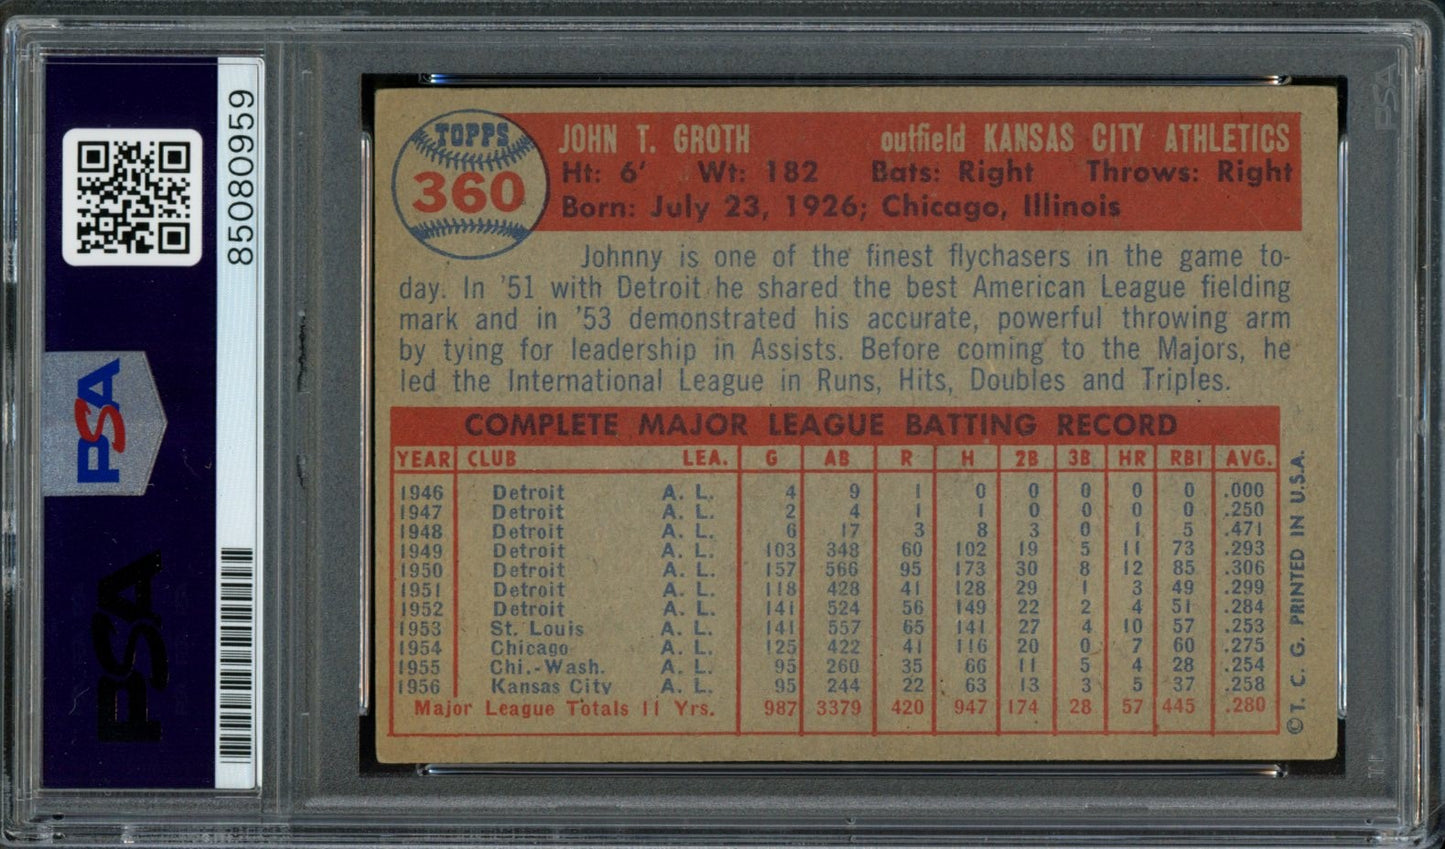 85080959
PSA
PSA
PSA
TOPPS
360
JOHN T. GROTH outfield KANSAS CITY ATHLETICS
Ht: 6' Wt: 182 Bats: Right Throws: Right
Born: July 23, 1926; Chicago, Illinois
Johnny is one of the finest flychasers in the game to-
day. In '51 with Detroit he shared the best American League fielding
mark and in '53 demonstrated his accurate, powerful throwing arm
by tying for leadership in Assists. Before coming to the Majors, he
led the International League in Runs, Hits, Doubles and Triples.
COMPLETE MAJOR LEAGUE BATTING RECORD
YEAR CLUB LEA. G AB R H 2B 3B HR RBI AVG.
1946 Detroit A. L. 4 9 1 0 0 0 0 0 .000
1947 Detroit A. L. 2 4 1 1 0 0 0 0 .250
1948 Detroit A. L. 6 17 3 8 3 0 1 5 .471
1949 Detroit A. L. 103 348 60 102 19 5 11 73 .293
1950 Detroit A. L. 157 566 95 173 30 8 12 85 .306
1951 Detroit A. L. 118 428 41 128 29 1 3 49 .299
1952 Detroit A. L. 141 524 56 149 22 2 4 51 .284
1953 St. Louis A. L. 141 557 65 141 27 4 10 57 .253
1954 Chicago A. L. 125 422 41 116 20 0 7 60 .275
1955 Chi.-Wash. A. L. 95 260 35 66 11 5 4 28 .254
1956 Kansas City A. L. 95 244 22 63 13 3 5 37 .258
Major League Totals 11 Yrs. 987 3379 420 947 174 28 57 445 .280
© T. C. G. PRINTED IN U.S.A.